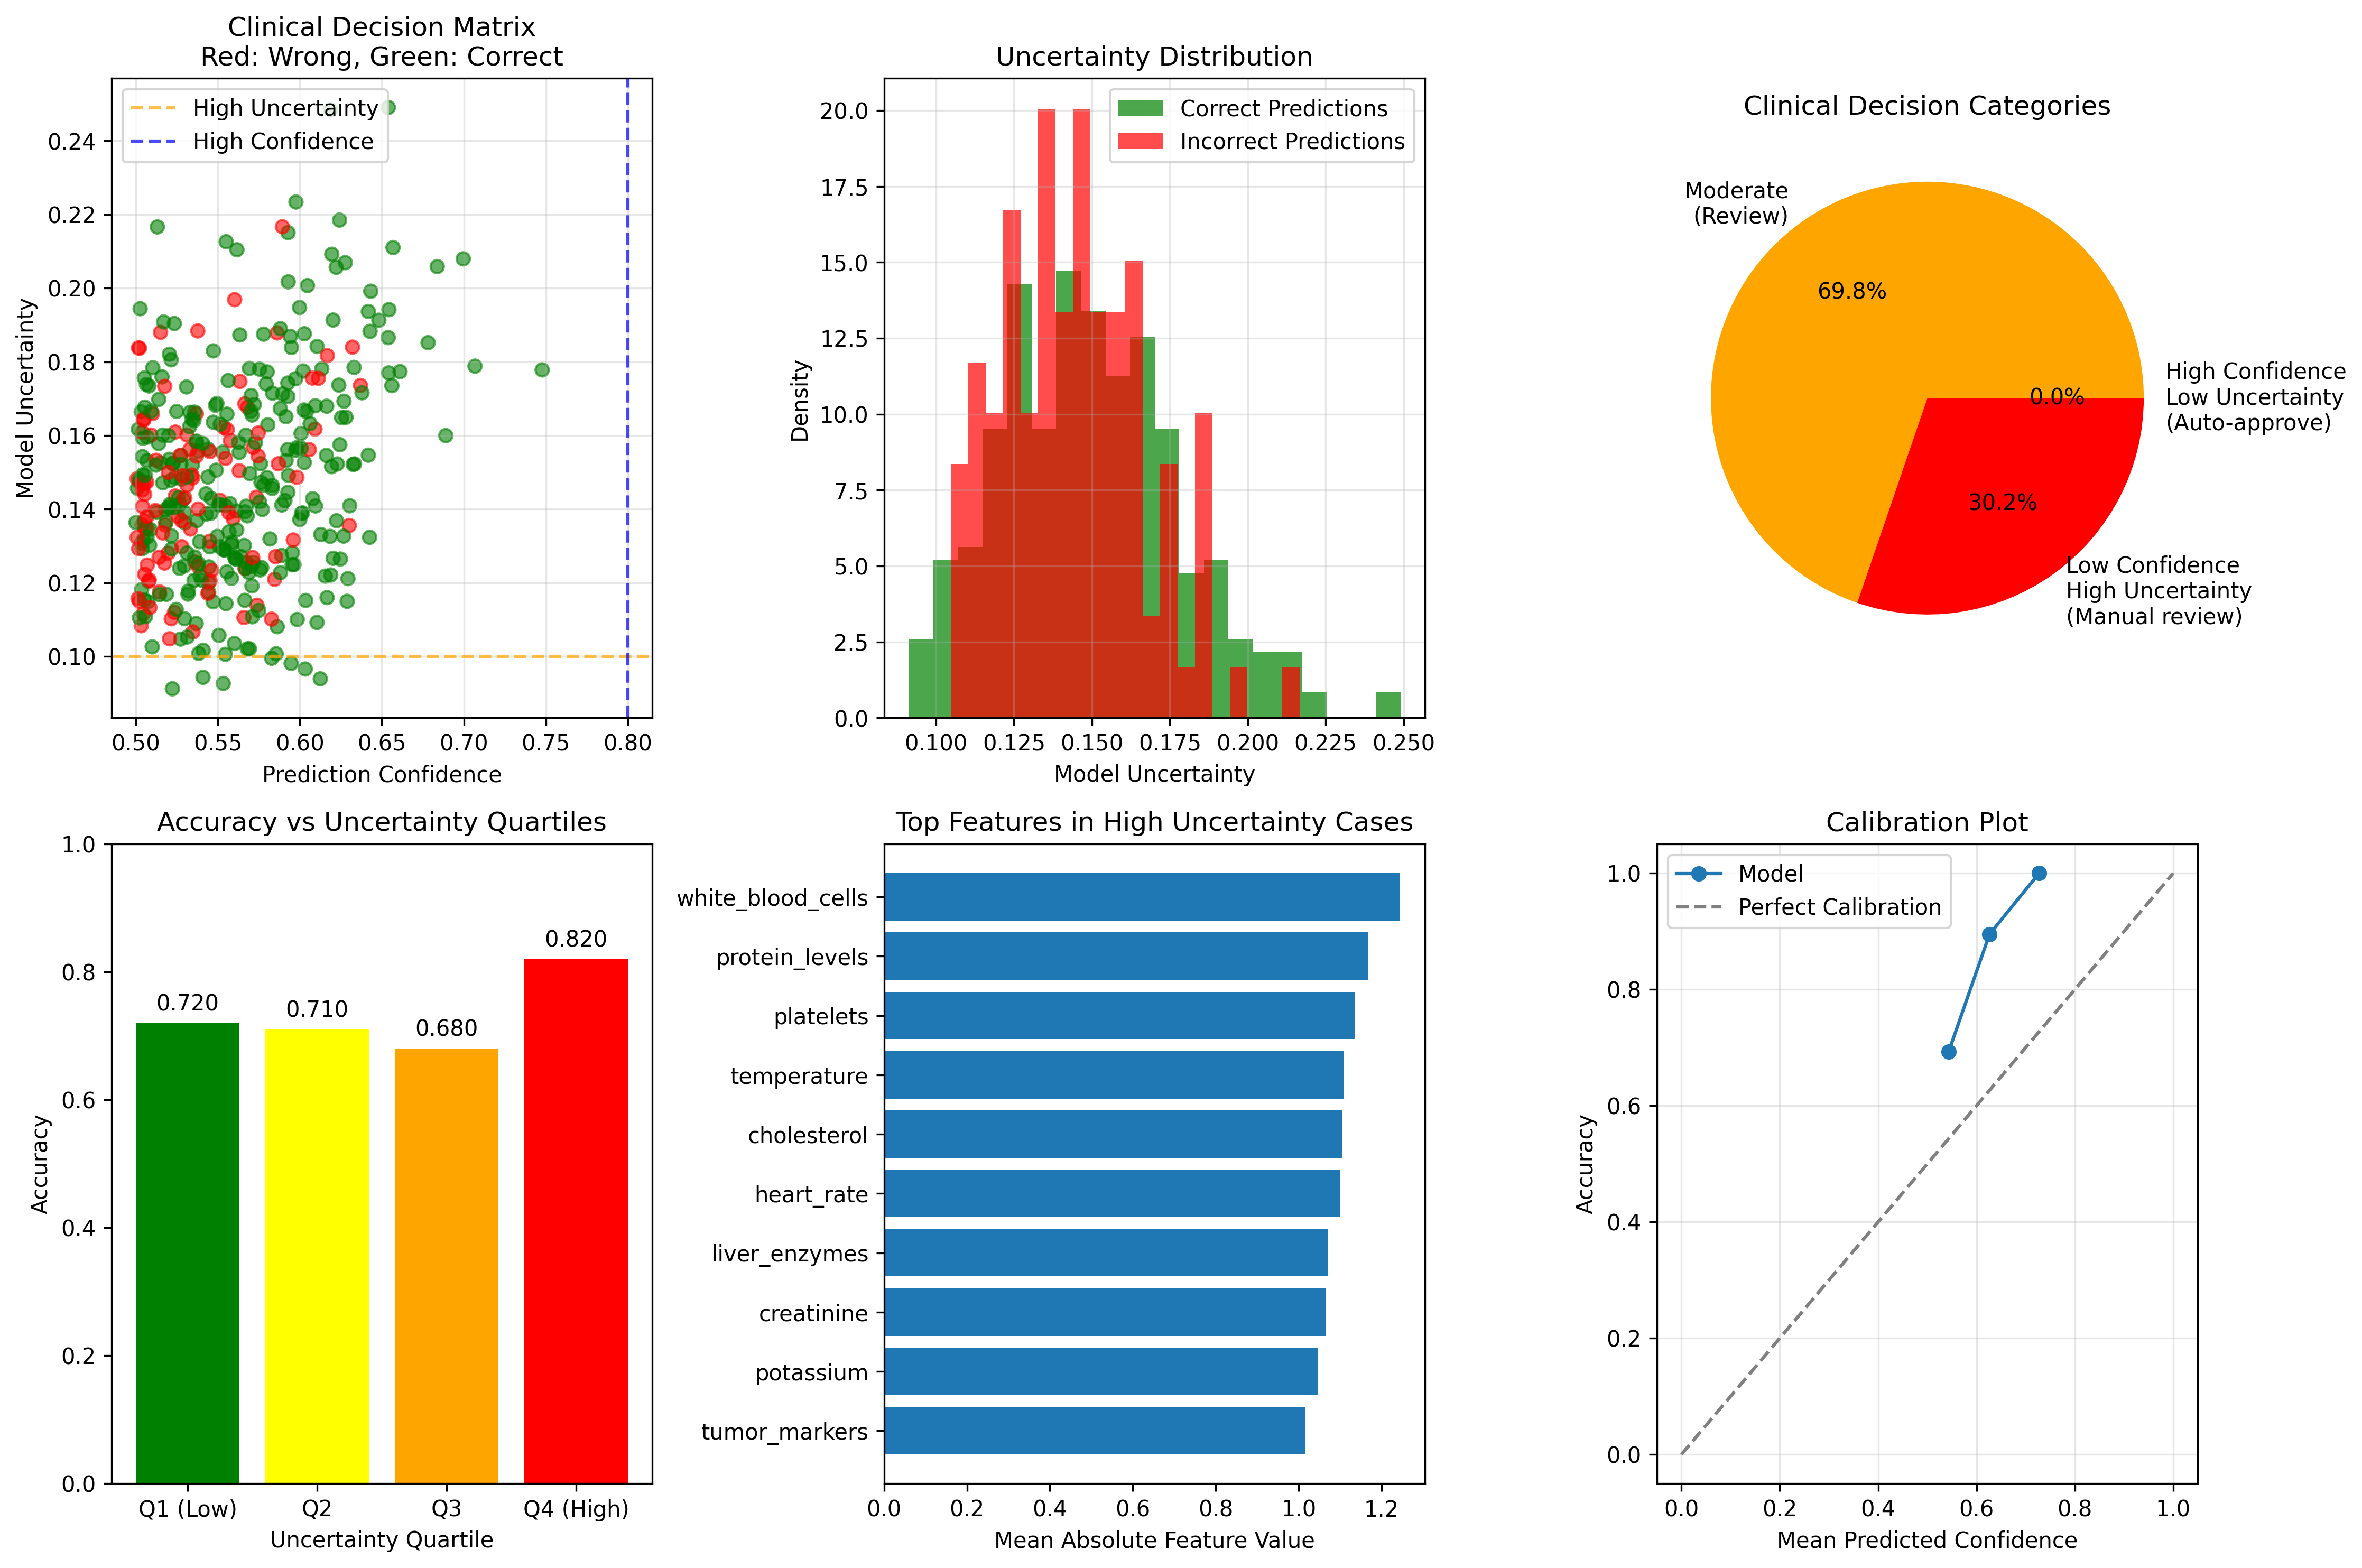 Clinical Decision Matrix
Red: Wrong, Green: Correct
High Uncertainty
High Confidence
0.24
0.22
0.20
0.18
0.16
0.14
0.12
0.10
Model Uncertainty
0.50 0.55 0.60 0.65 0.70 0.75 0.80
Prediction Confidence
Uncertainty Distribution
Correct Predictions
Incorrect Predictions
20.0
17.5
15.0
12.5
10.0
7.5
5.0
2.5
0.0
Density
0.100 0.125 0.150 0.175 0.200 0.225 0.250
Model Uncertainty
Clinical Decision Categories
Moderate
(Review)
69.8%
High Confidence
Low Uncertainty
(Auto-approve)
0.0%
30.2%
Low Confidence
High Uncertainty
(Manual review)
Accuracy vs Uncertainty Quartiles
1.0
0.8
0.6
0.4
0.2
0.0
Accuracy
0.720
0.710
0.680
0.820
Q1 (Low) Q2 Q3 Q4 (High)
Uncertainty Quartile
Top Features in High Uncertainty Cases
white_blood_cells
protein_levels
platelets
temperature
cholesterol
heart_rate
liver_enzymes
creatinine
potassium
tumor_markers
0.0 0.2 0.4 0.6 0.8 1.0 1.2
Mean Absolute Feature Value
Calibration Plot
Model
Perfect Calibration
1.0
0.8
0.6
0.4
0.2
0.0
Accuracy
0.0 0.2 0.4 0.6 0.8 1.0
Mean Predicted Confidence